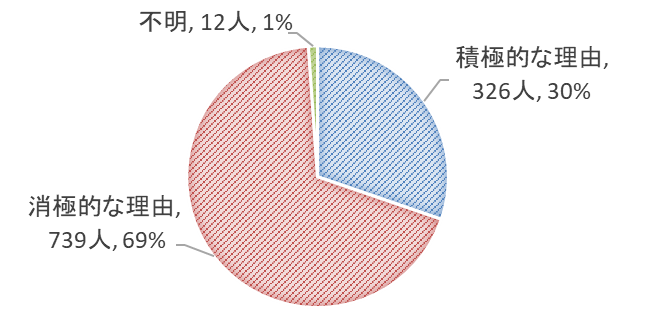 不明, 12人, 1%
積極的な理由,
326人, 30%
消極的な理由,
739人, 69%